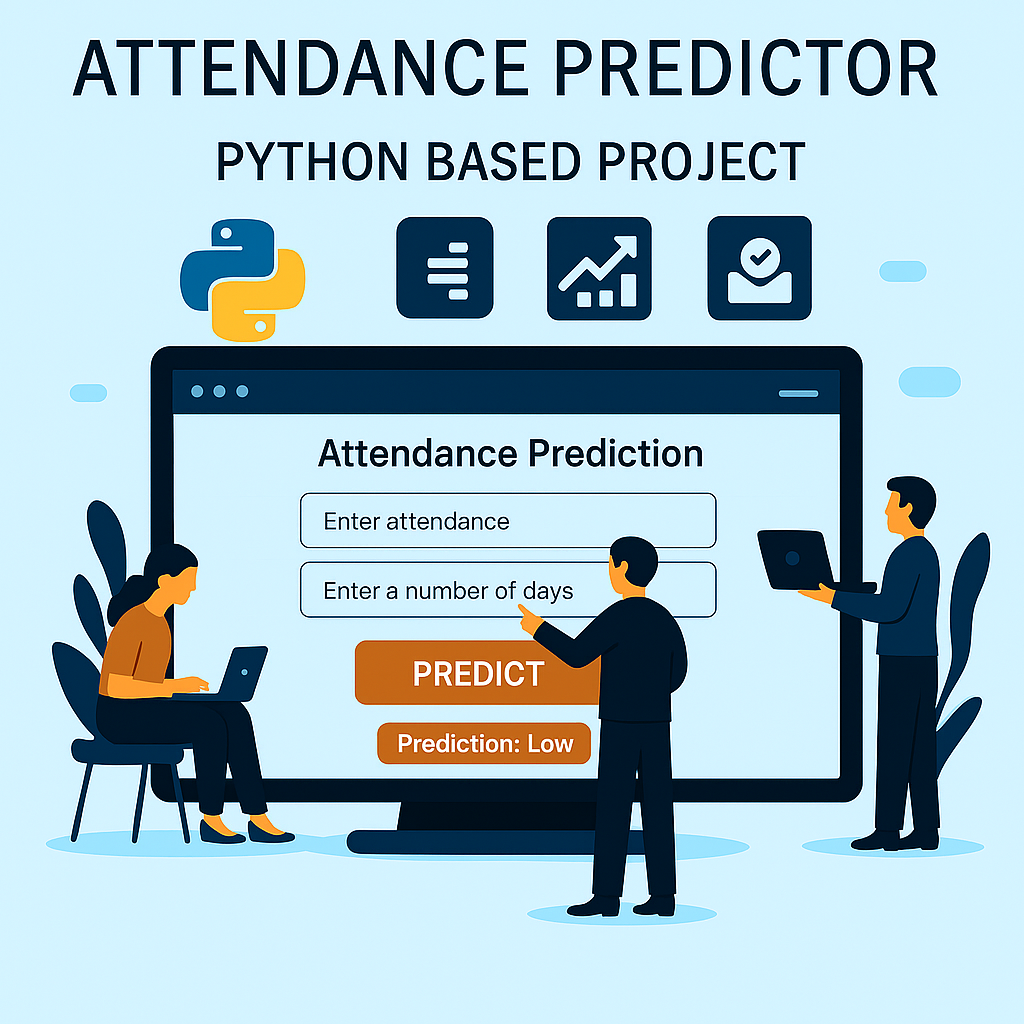 ATTENDANCE PREDICTOR
PYTHON BASED PROJECT
Attendance Prediction
Enter attendance
Enter a number of days
PREDICT
Prediction: Low